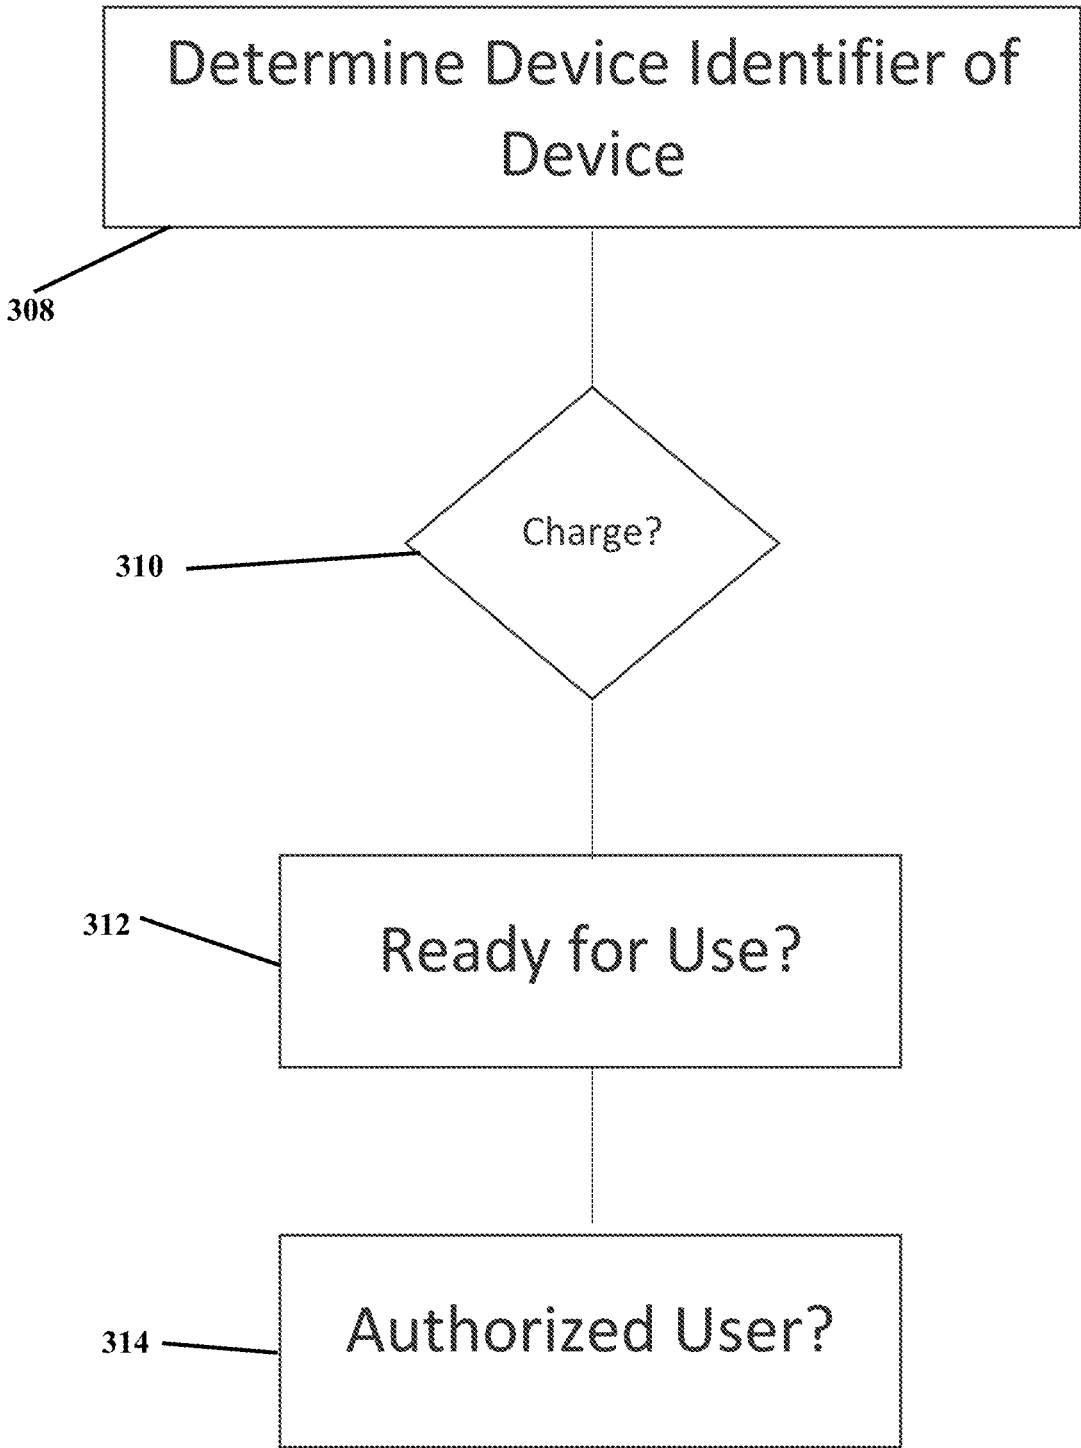 Determine Device Identifier of
Device
308
Charge?
310
312
Ready for Use?
314
Authorized User?